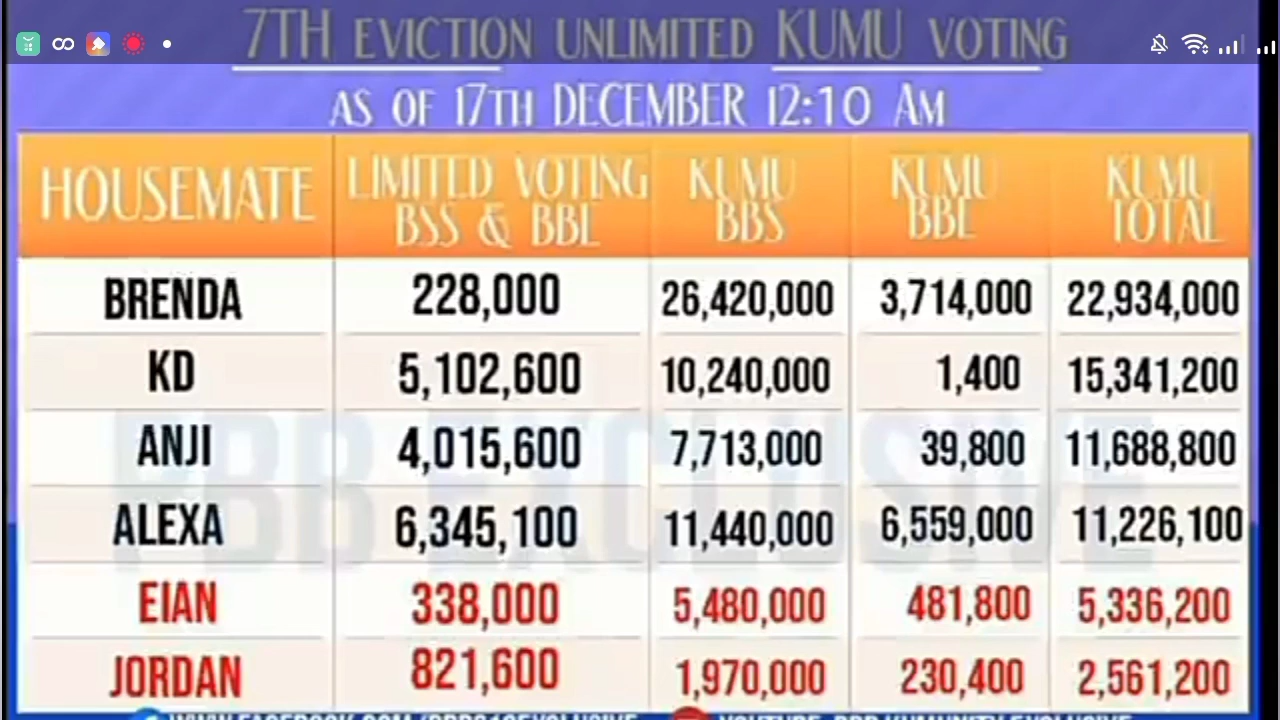 7TH EVICTION UNLIMITED KUMU VOTING
AS OF 17TH DECEMBER 12:10 AM
HOUSEMATE LIMITED VOTING BSS & BBE KUMU BBS KUMU BBE KUMU TOTAL
BRENDA 228,000 26,420,000 3,714,000 22,934,000
KD 5,102,600 10,240,000 1,400 15,341,200
ANJI 4,015,600 7,713,000 39,800 11,688,800
ALEXA 6,345,100 11,440,000 6,559,000 11,226,100
EIAN 338,000 5,480,000 481,800 5,336,200
JORDAN 821,600 1,970,000 230,400 2,561,200
PBB EXCLUSIVE